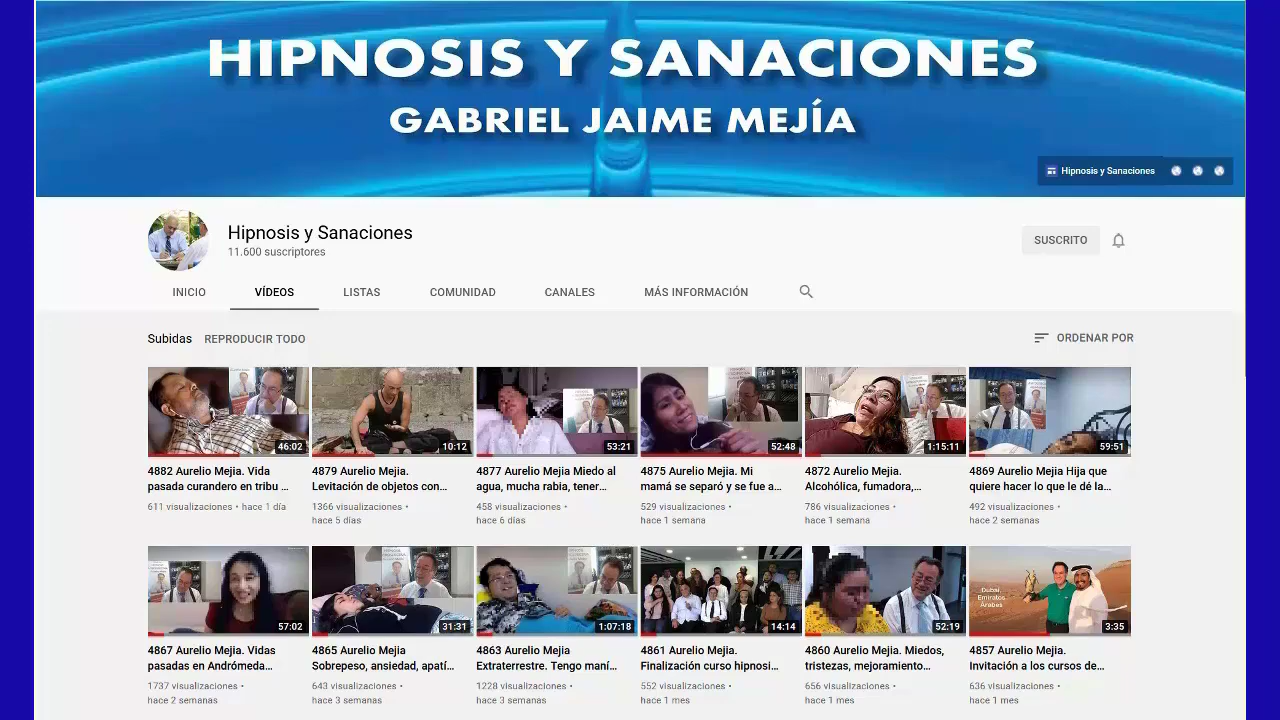 HIPNOSIS Y SANACIONES
GABRIEL JAIME MEJÍA
Hipnosis y Sanaciones
Hipnosis y Sanaciones
11.600 suscriptores
SUSCRITO
INICIO VÍDEOS LISTAS COMUNIDAD CANALES MÁS INFORMACIÓN
Subidas REPRODUCIR TODO ORDENAR POR
46:02
4882 Aurelio Mejia. Vida
pasada curandero en tribu ...
611 visualizaciones • hace 1 día
10:12
4879 Aurelio Mejia.
Levitación de objetos con...
1366 visualizaciones •
hace 5 días
53:21
4877 Aurelio Mejia Miedo al
agua, mucha rabia, tener...
458 visualizaciones •
hace 6 días
52:48
4875 Aurelio Mejia. Mi
mamá se separó y se fue a...
529 visualizaciones •
hace 1 semana
1:15:11
4872 Aurelio Mejia.
Alcohólica, fumadora,...
786 visualizaciones •
hace 1 semana
59:51
4869 Aurelio Mejia Hija que
quiere hacer lo que le dé la...
492 visualizaciones •
hace 2 semanas
57:02
4867 Aurelio Mejia. Vidas
pasadas en Andrómeda...
1737 visualizaciones •
hace 2 semanas
31:31
4865 Aurelio Mejia
Sobrepeso, ansiedad, apatí...
643 visualizaciones •
hace 3 semanas
1:07:18
4863 Aurelio Mejia
Extraterrestre. Tengo maní...
1228 visualizaciones •
hace 3 semanas
14:14
4861 Aurelio Mejia.
Finalización curso hipnosi...
552 visualizaciones •
hace 1 mes
52:19
4860 Aurelio Mejia. Miedos,
tristezas, mejoramiento...
656 visualizaciones •
hace 1 mes
Dubai,
Emiratos
Árabes
3:35
4857 Aurelio Mejia.
Invitación a los cursos de...
636 visualizaciones •
hace 1 mes